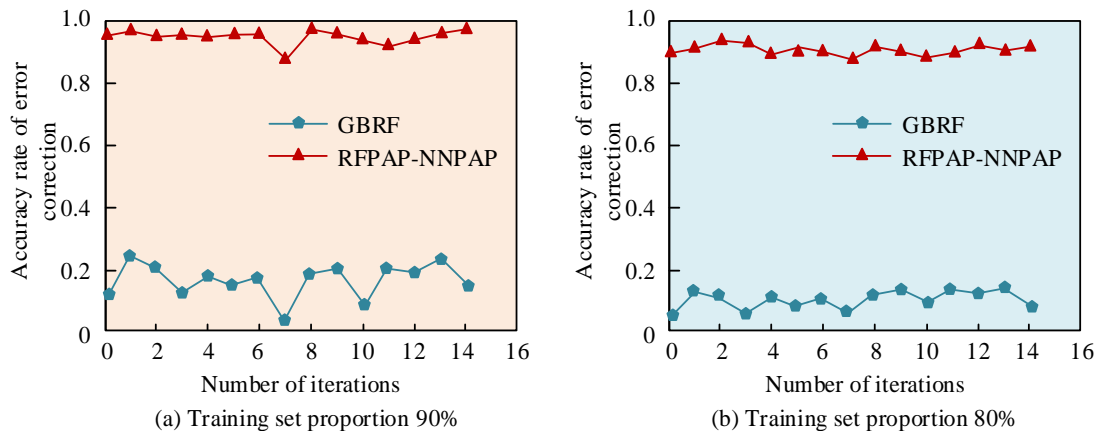 1.0
0.8
0.6
0.4
0.2
0
Accuracy rate of error
correction
GBRF
RFPAP-NNPAP
0 2 4 6 8 10 12 14 16
Number of iterations
(a) Training set proportion 90%
1.0
0.8
0.6
0.4
0.2
0
Accuracy rate of error
correction
GBRF
RFPAP-NNPAP
0 2 4 6 8 10 12 14 16
Number of iterations
(b) Training set proportion 80%